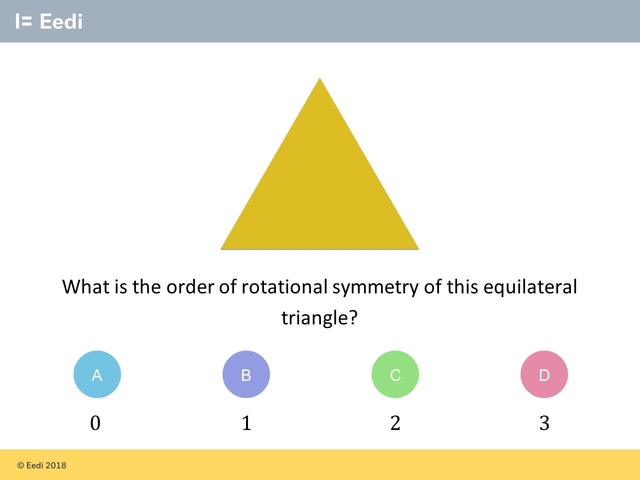 Eedi
What is the order of rotational symmetry of this equilateral
triangle?
A B C D
0 1 2 3
© Eedi 2018